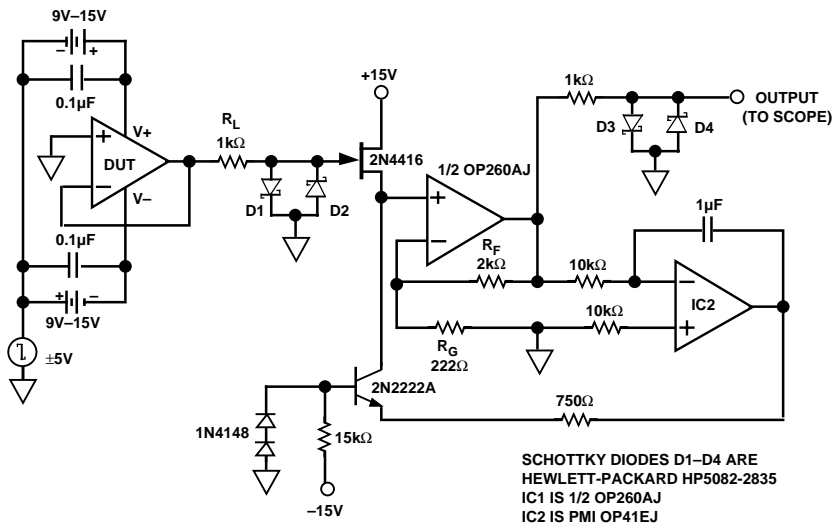 9V–15V
– +
0.1µF
V+
+
DUT
–
V–
0.1µF
+ –
9V–15V
±5V
RL
1kΩ
D1
D2
+15V
2N4416
1/2 OP260AJ
+
–
1kΩ
D3
D4
OUTPUT
(TO SCOPE)
1µF
RF
2kΩ
10kΩ
–
IC2
+
10kΩ
RG
222Ω
2N2222A
750Ω
1N4148
15kΩ
–15V
SCHOTTKY DIODES D1–D4 ARE
HEWLETT-PACKARD HP5082-2835
IC1 IS 1/2 OP260AJ
IC2 IS PMI OP41EJ